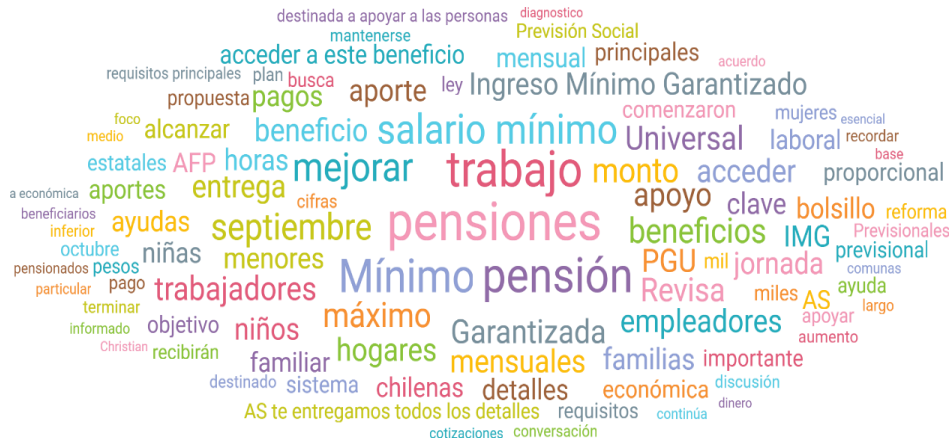 destinada a apoyar a las personas
diagnostico
mantenerse
Previsión Social
acceder a este beneficio
mensual
principales
acuerdo
requisitos principales
plan
busca
aporte
ley
Ingreso Mínimo Garantizado
propuesta
pagos
comenzaron
mujeres
esencial
foco
medio
alcanzar
beneficio
salario mínimo
Universal
laboral
recordar
base
estatales
AFP
horas
mejorar
trabajo
monto
acceder
proporcional
a económica
aportes
entrega
cifras
apoyo
clave
bolsillo
reforma
beneficiarios
inferior
ayudas
septiembre
pensiones
beneficios
IMG
Previsionales
previsional
octubre
niñas
menores
PGU
mil
jornada
comunas
pensionados
pesos
Mínimo
pensión
Revisa
miles
AS
ayuda
particular
pago
trabajadores
largo
terminar
máximo
apoyar
informado
objetivo
niños
Garantizada
empleadores
aumento
Christian
recibirán
familiar
hogares
mensuales
familias
importante
destinado
sistema
chilenas
detalles
económica
discusión
AS te entregamos todos los detalles
requisitos
continúa
dinero
cotizaciones
conversación